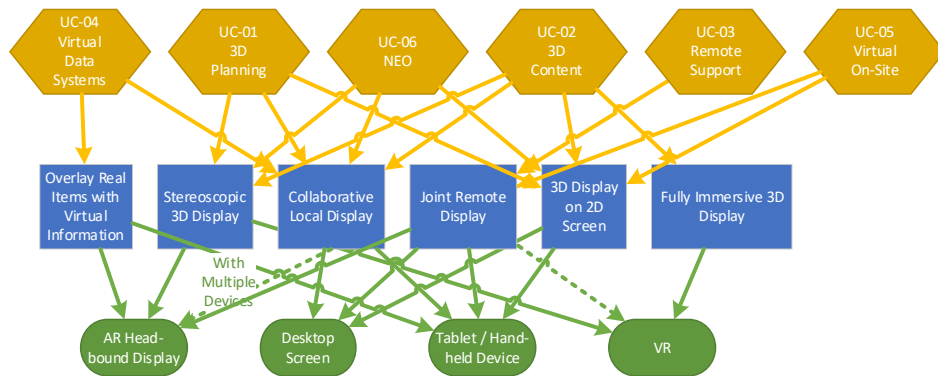 UC-04
Virtual
Data
Systems
UC-01
3D
Planning
UC-06
NEO
UC-02
3D
Content
UC-03
Remote
Support
UC-05
Virtual
On-Site
Overlay Real
Items with
Virtual
Information
Stereoscopic
3D Display
Collaborative
Local Display
Joint Remote
Display
3D Display
on 2D
Screen
Fully Immersive 3D
Display
With
Multiple
Devices
AR Head-
bound Display
Desktop
Screen
Tablet / Hand-
held Device
VR